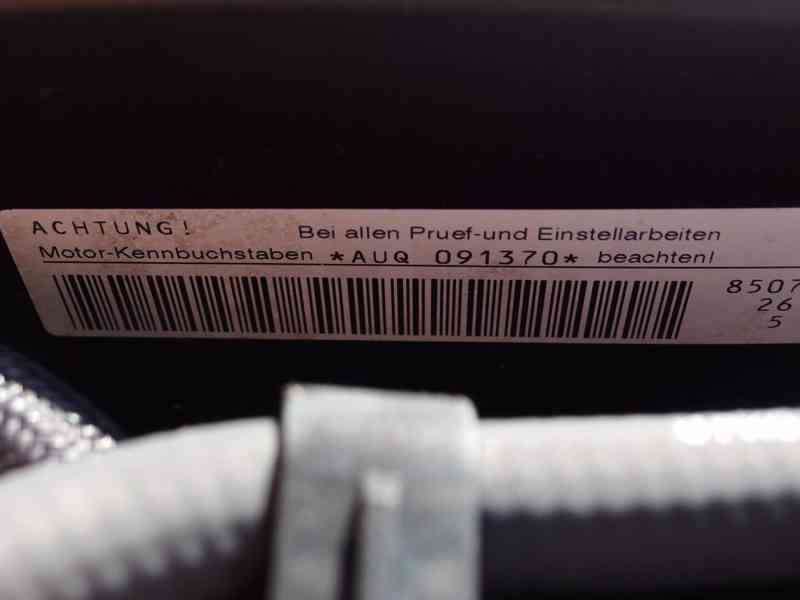 ACHTUNG! Bei allen Pruef-und Einstellarbeiten
Motor-Kennbuchstaben *AUQ 091370* beachten!
8507
26
5